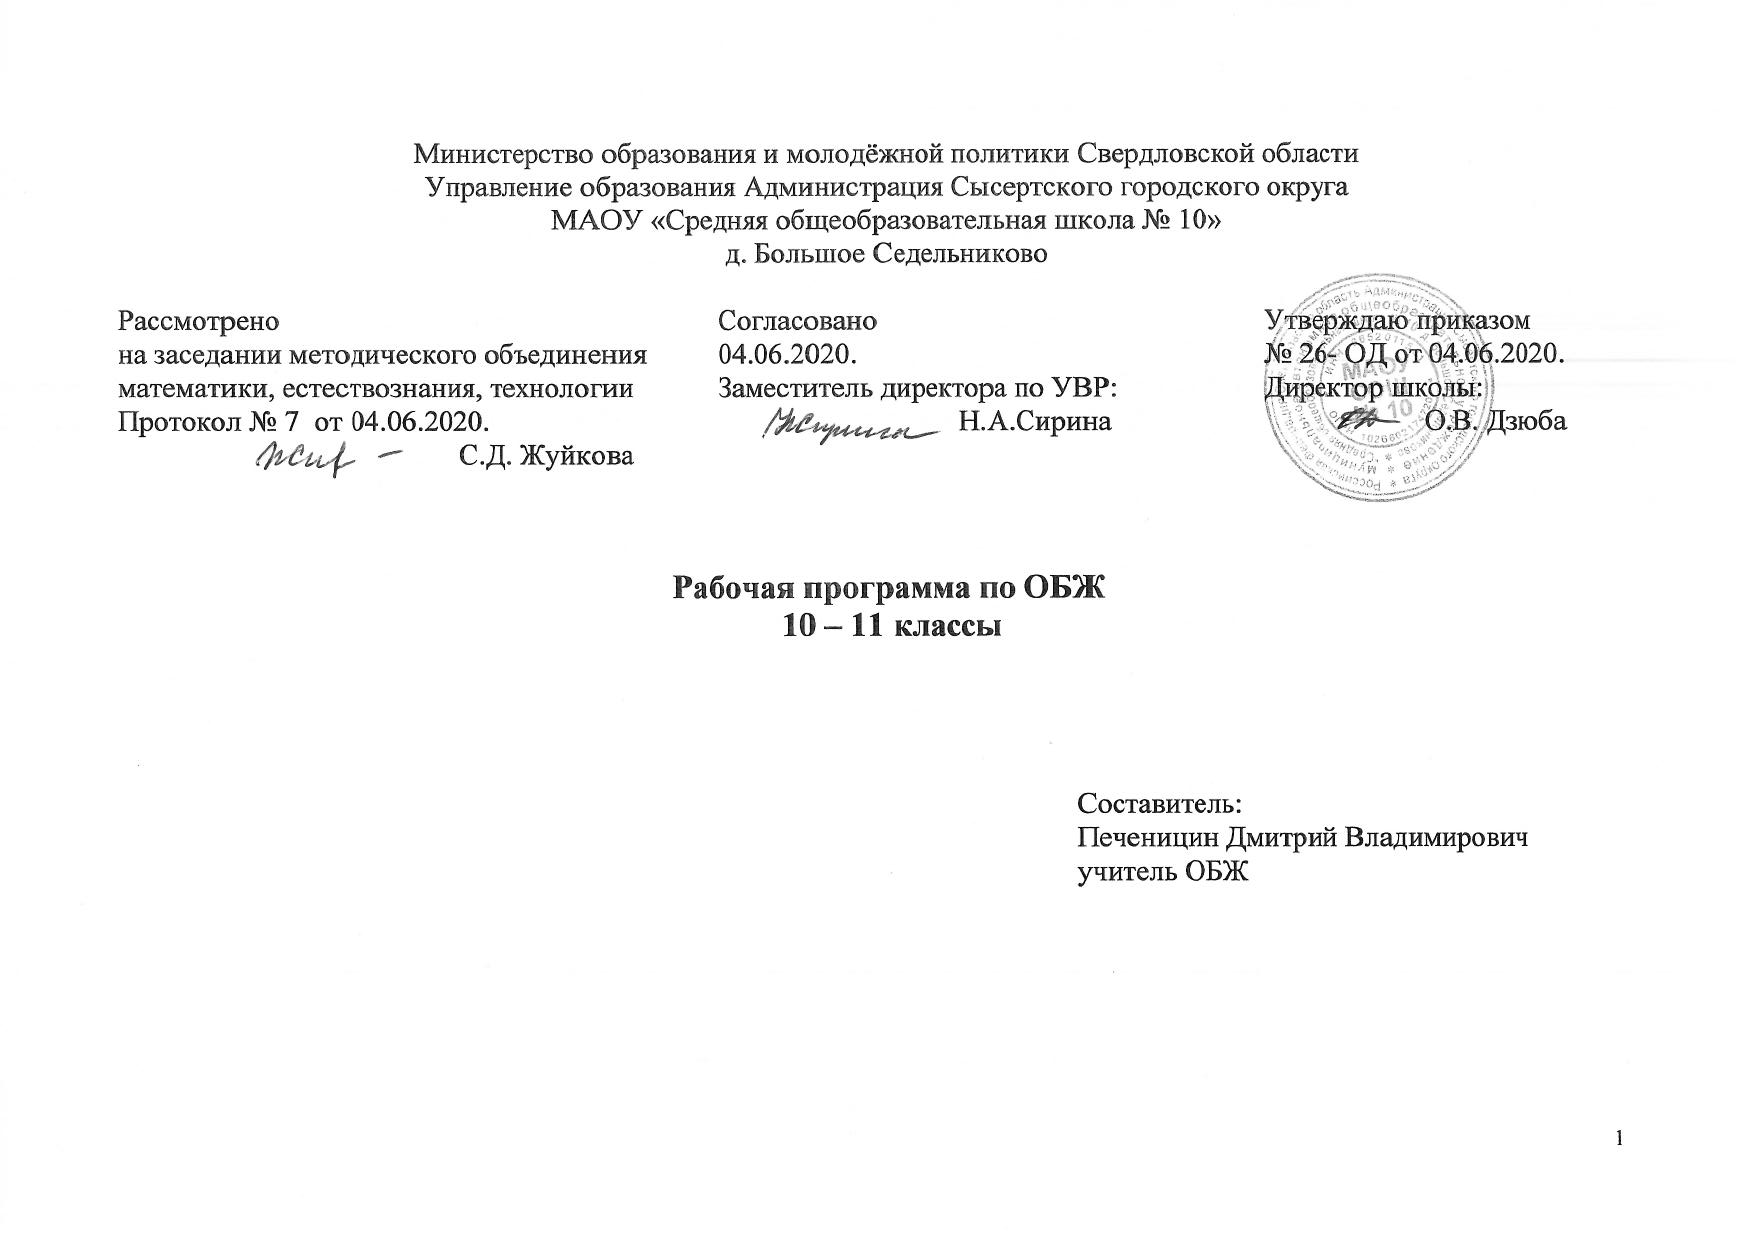 Министерство образования и молодёжной политики Свердловской области
Управление образования Администрация Сысертского городского округа
МАОУ «Средняя общеобразовательная школа № 10»
д. Большое Седельниково
Рассмотрено
на заседании методического объединения
математики, естествознания, технологии
Протокол № 7 от 04.06.2020.
С.Д. Жуйкова
Согласовано
04.06.2020.
Заместитель директора по УВР:
Н.А.Сирина
Утверждаю приказом
№ 26- ОД от 04.06.2020.
Директор школы:
О.В. Дзюба
МАОУ
10
Рабочая программа по ОБЖ
10 – 11 классы
Составитель:
Печеницин Дмитрий Владимирович
учитель ОБЖ
1